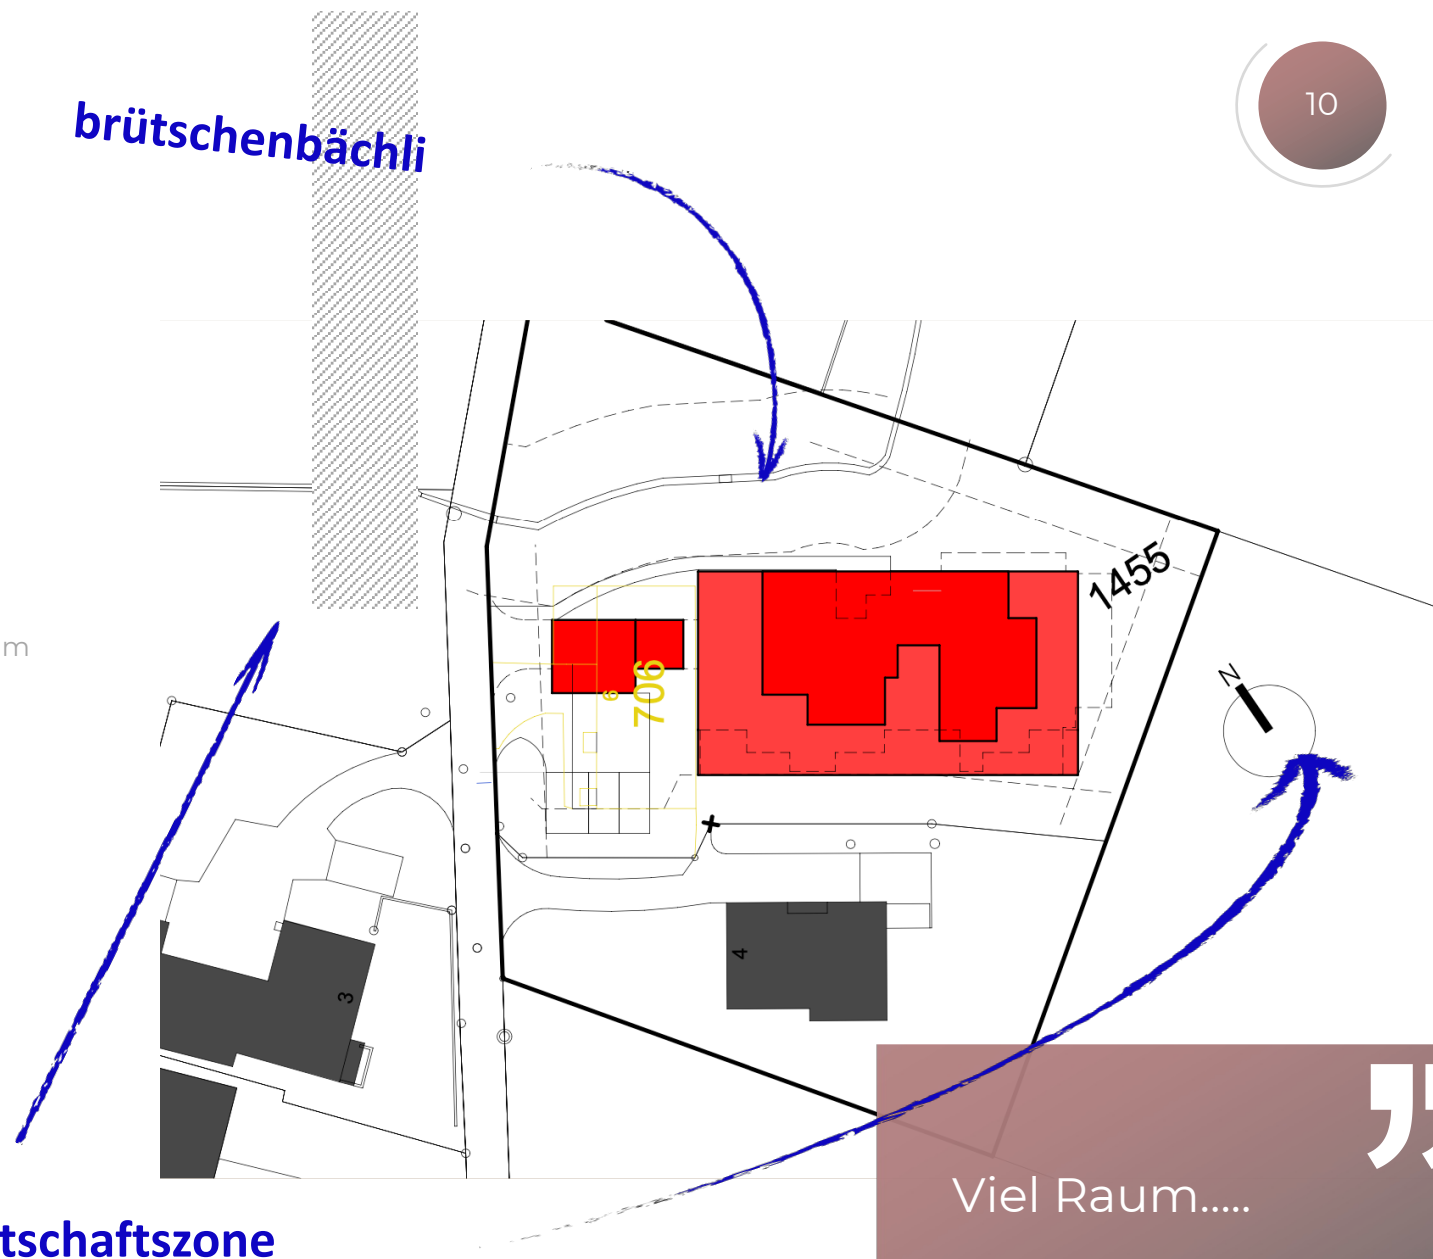 10
brütschenbächli
1455
m
N
6
706
4
3
Viel Raum.....
”
tschaftszone